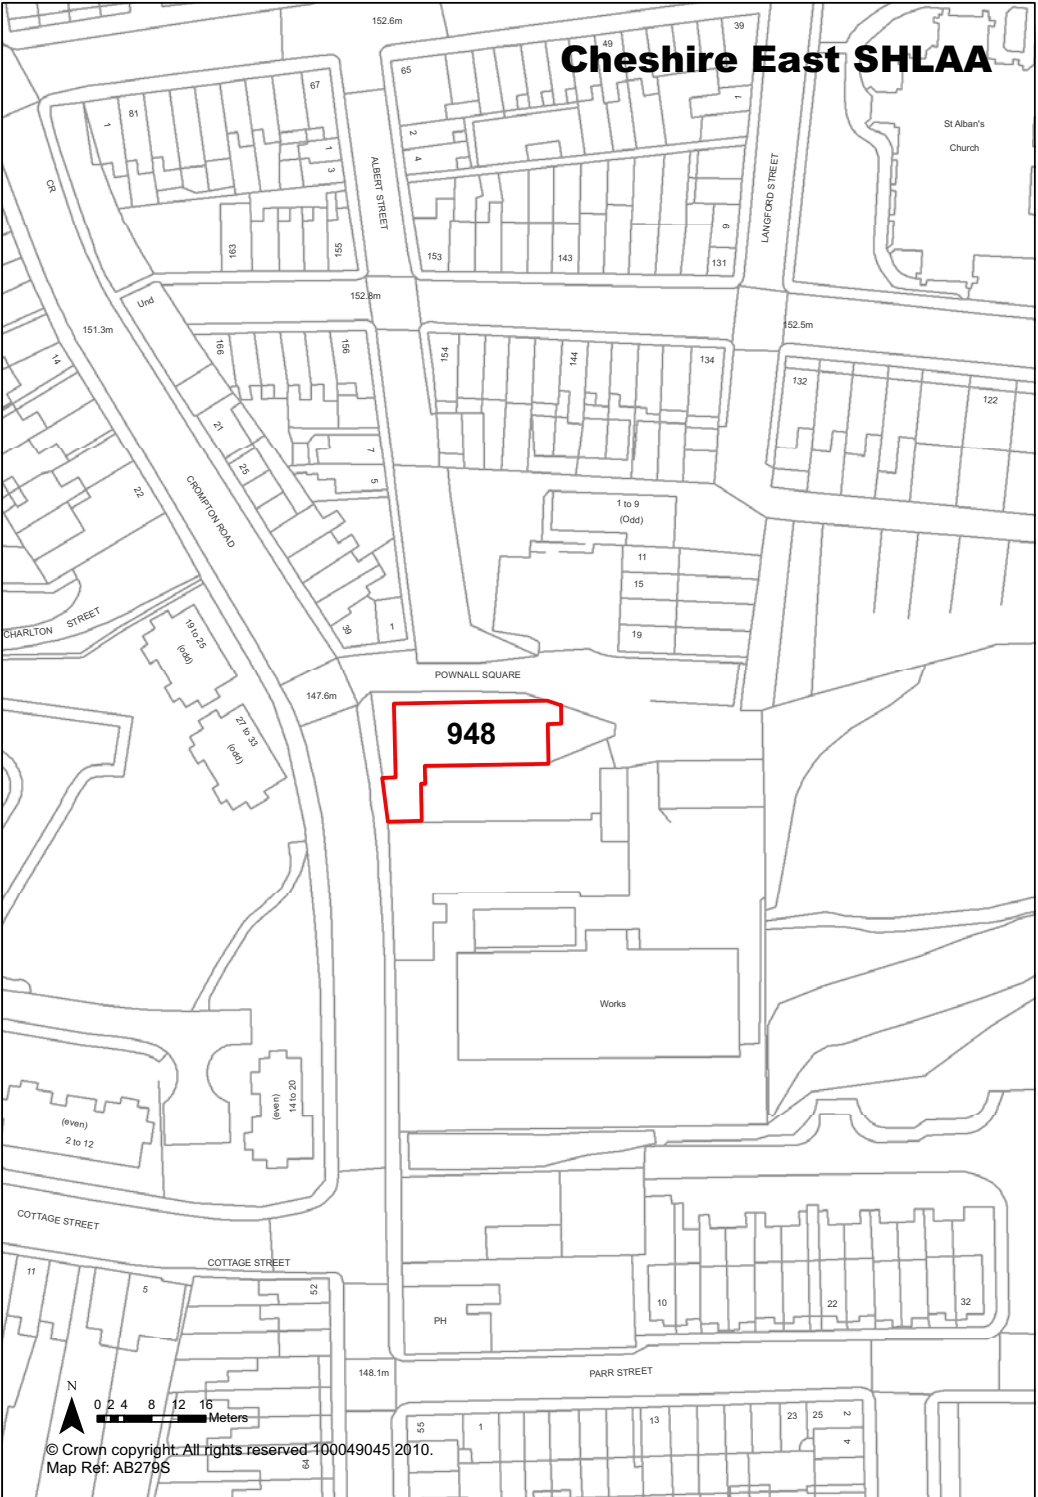 152.6m
39
49
Cheshire East SHLAA
65
67
81
1
1
St Alban's
Church
2
4
1
3
ALBERT STREET
LANGFORD STREET
CR
163
155
153
143
9
131
Und
152.8m
151.3m
152.5m
166
156
154
144
134
132
122
14
21
25
7
5
22
CROMPTON ROAD
1 to 9
(Odd)
11
15
19
CHARLTON STREET
19 to 25
(odd)
39
1
POWNALL SQUARE
147.6m
27 to 33
(odd)
948
Works
(even)
14 to 20
(even)
2 to 12
COTTAGE STREET
COTTAGE STREET
11
5
52
10
22
32
PH
148.1m
PARR STREET
N
0 2 4 8 12 16
Meters
55
1
13
23
25
2
4
64
© Crown copyright. All rights reserved 100049045 2010.
Map Ref: AB279S